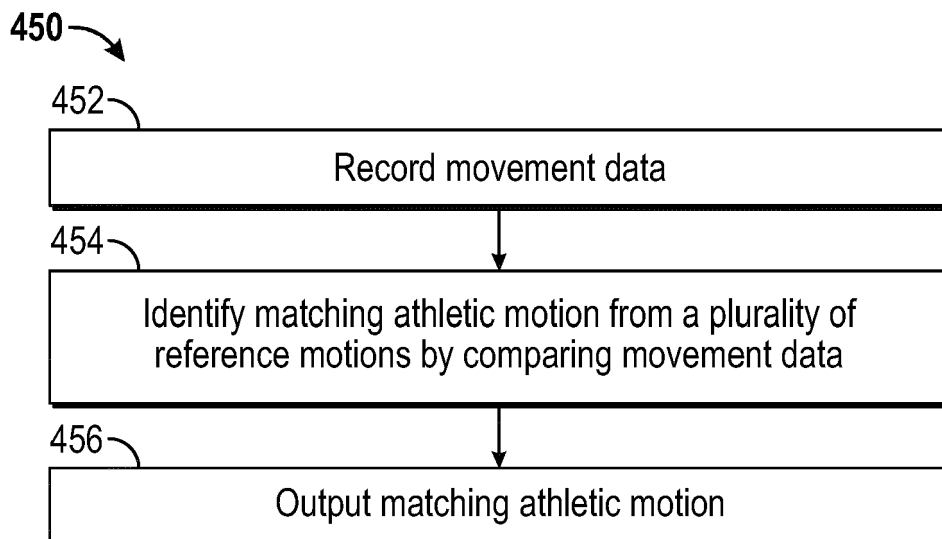 450
452
Record movement data
454
Identify matching athletic motion from a plurality of
reference motions by comparing movement data
456
Output matching athletic motion